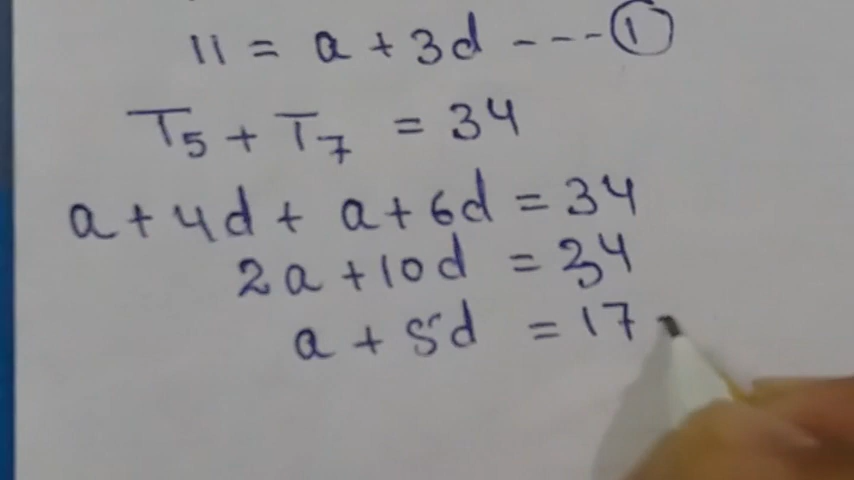 11 = a + 3d ---①
T₅ + T₇ = 34
a + 4d + a + 6d = 34
2a + 10d = 34
a + 5d = 17